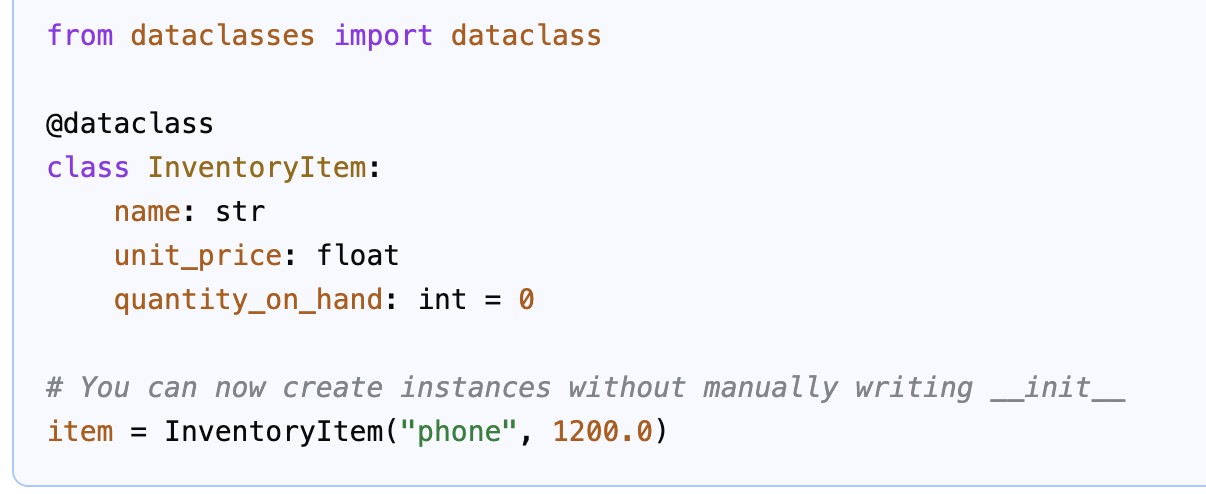 from dataclasses import dataclass
@dataclass
class InventoryItem:
    name: str
    unit_price: float
    quantity_on_hand: int = 0
# You can now create instances without manually writing __init__
item = InventoryItem("phone", 1200.0)